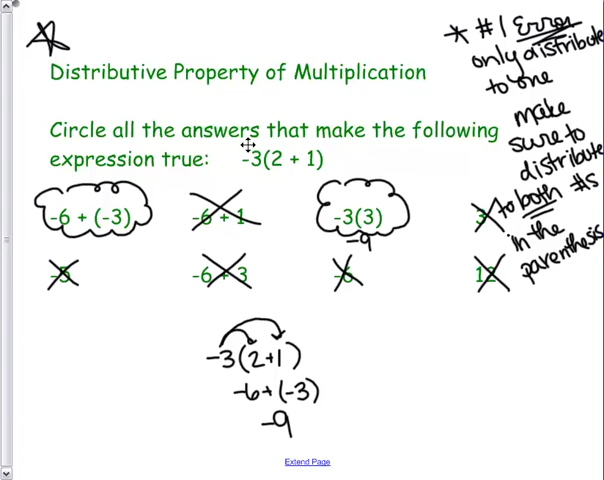 * #1 Error
only distribute
to one
make
sure to
distribute
to both #s
in the
parenthesis
Distributive Property of Multiplication
Circle all the answers that make the following
expression true: -3(2 + 1)
-6 + (-3) -6 + 1 -3(3) 3
-9
-6 + 3 -6 12
-3(2+1)
-6+(-3)
-9
Extend Page